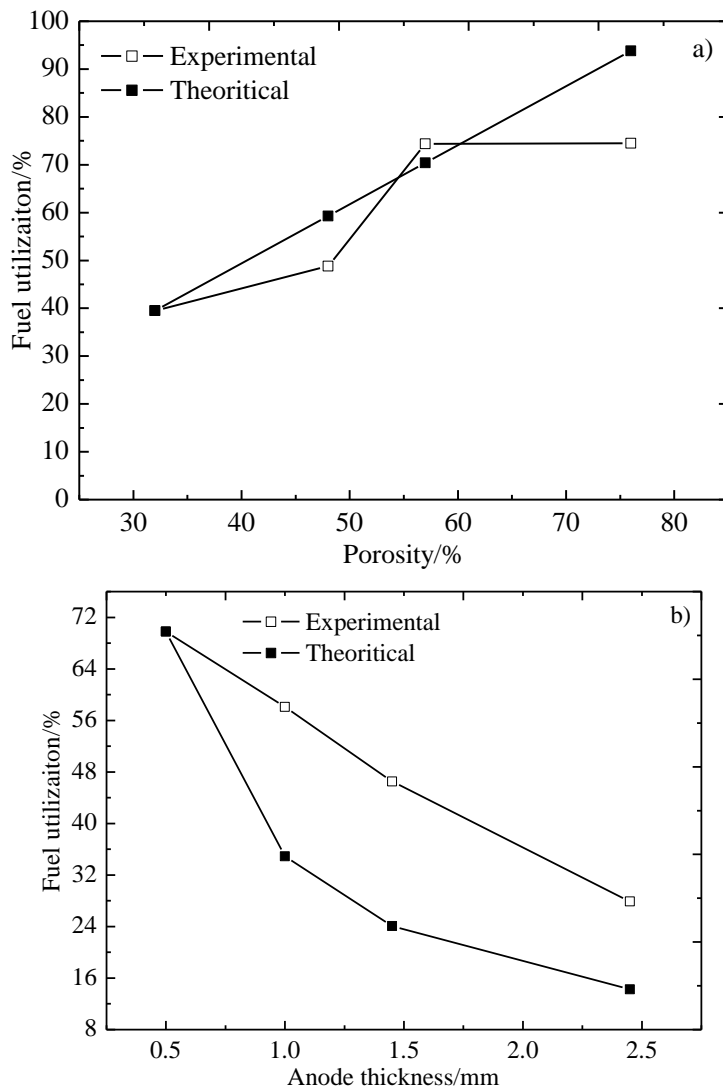 100
90
80
70
60
50
40
30
20
10
0
Fuel utilizaiton/%
Experimental
Theoritical
a)
30 40 50 60 70 80
Porosity/%
72
64
56
48
40
32
24
16
8
Fuel utilizaiton/%
Experimental
Theoritical
b)
0.5 1.0 1.5 2.0 2.5
Anode thickness/mm